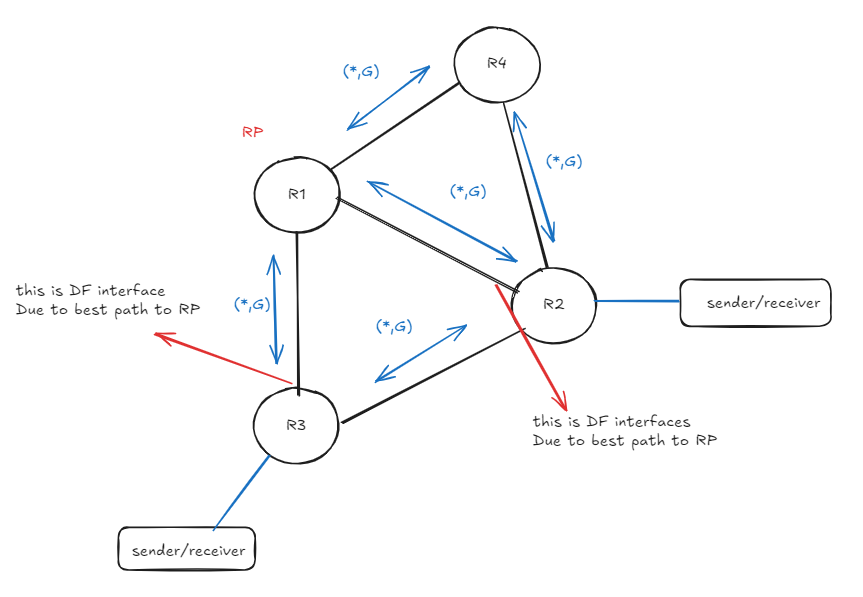 R4
(*,G)
RP
(*,G)
(*,G)
R1
this is DF interface
Due to best path to RP
(*,G)
R2
sender/receiver
(*,G)
R3
this is DF interfaces
Due to best path to RP
sender/receiver